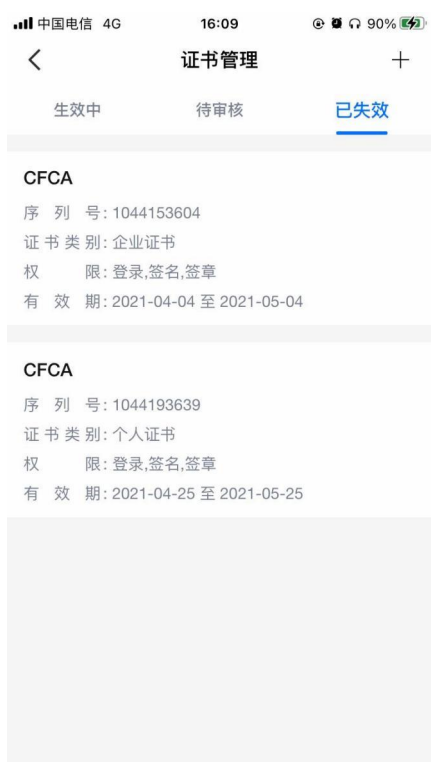 中国电信 4G 16:09 90%
证书管理
生效中 待审核 已失效
CFCA
序列号:1044153604
证书类别:企业证书
权限:登录,签名,签章
有效期:2021-04-04 至 2021-05-04
CFCA
序列号:1044193639
证书类别:个人证书
权限:登录,签名,签章
有效期:2021-04-25 至 2021-05-25